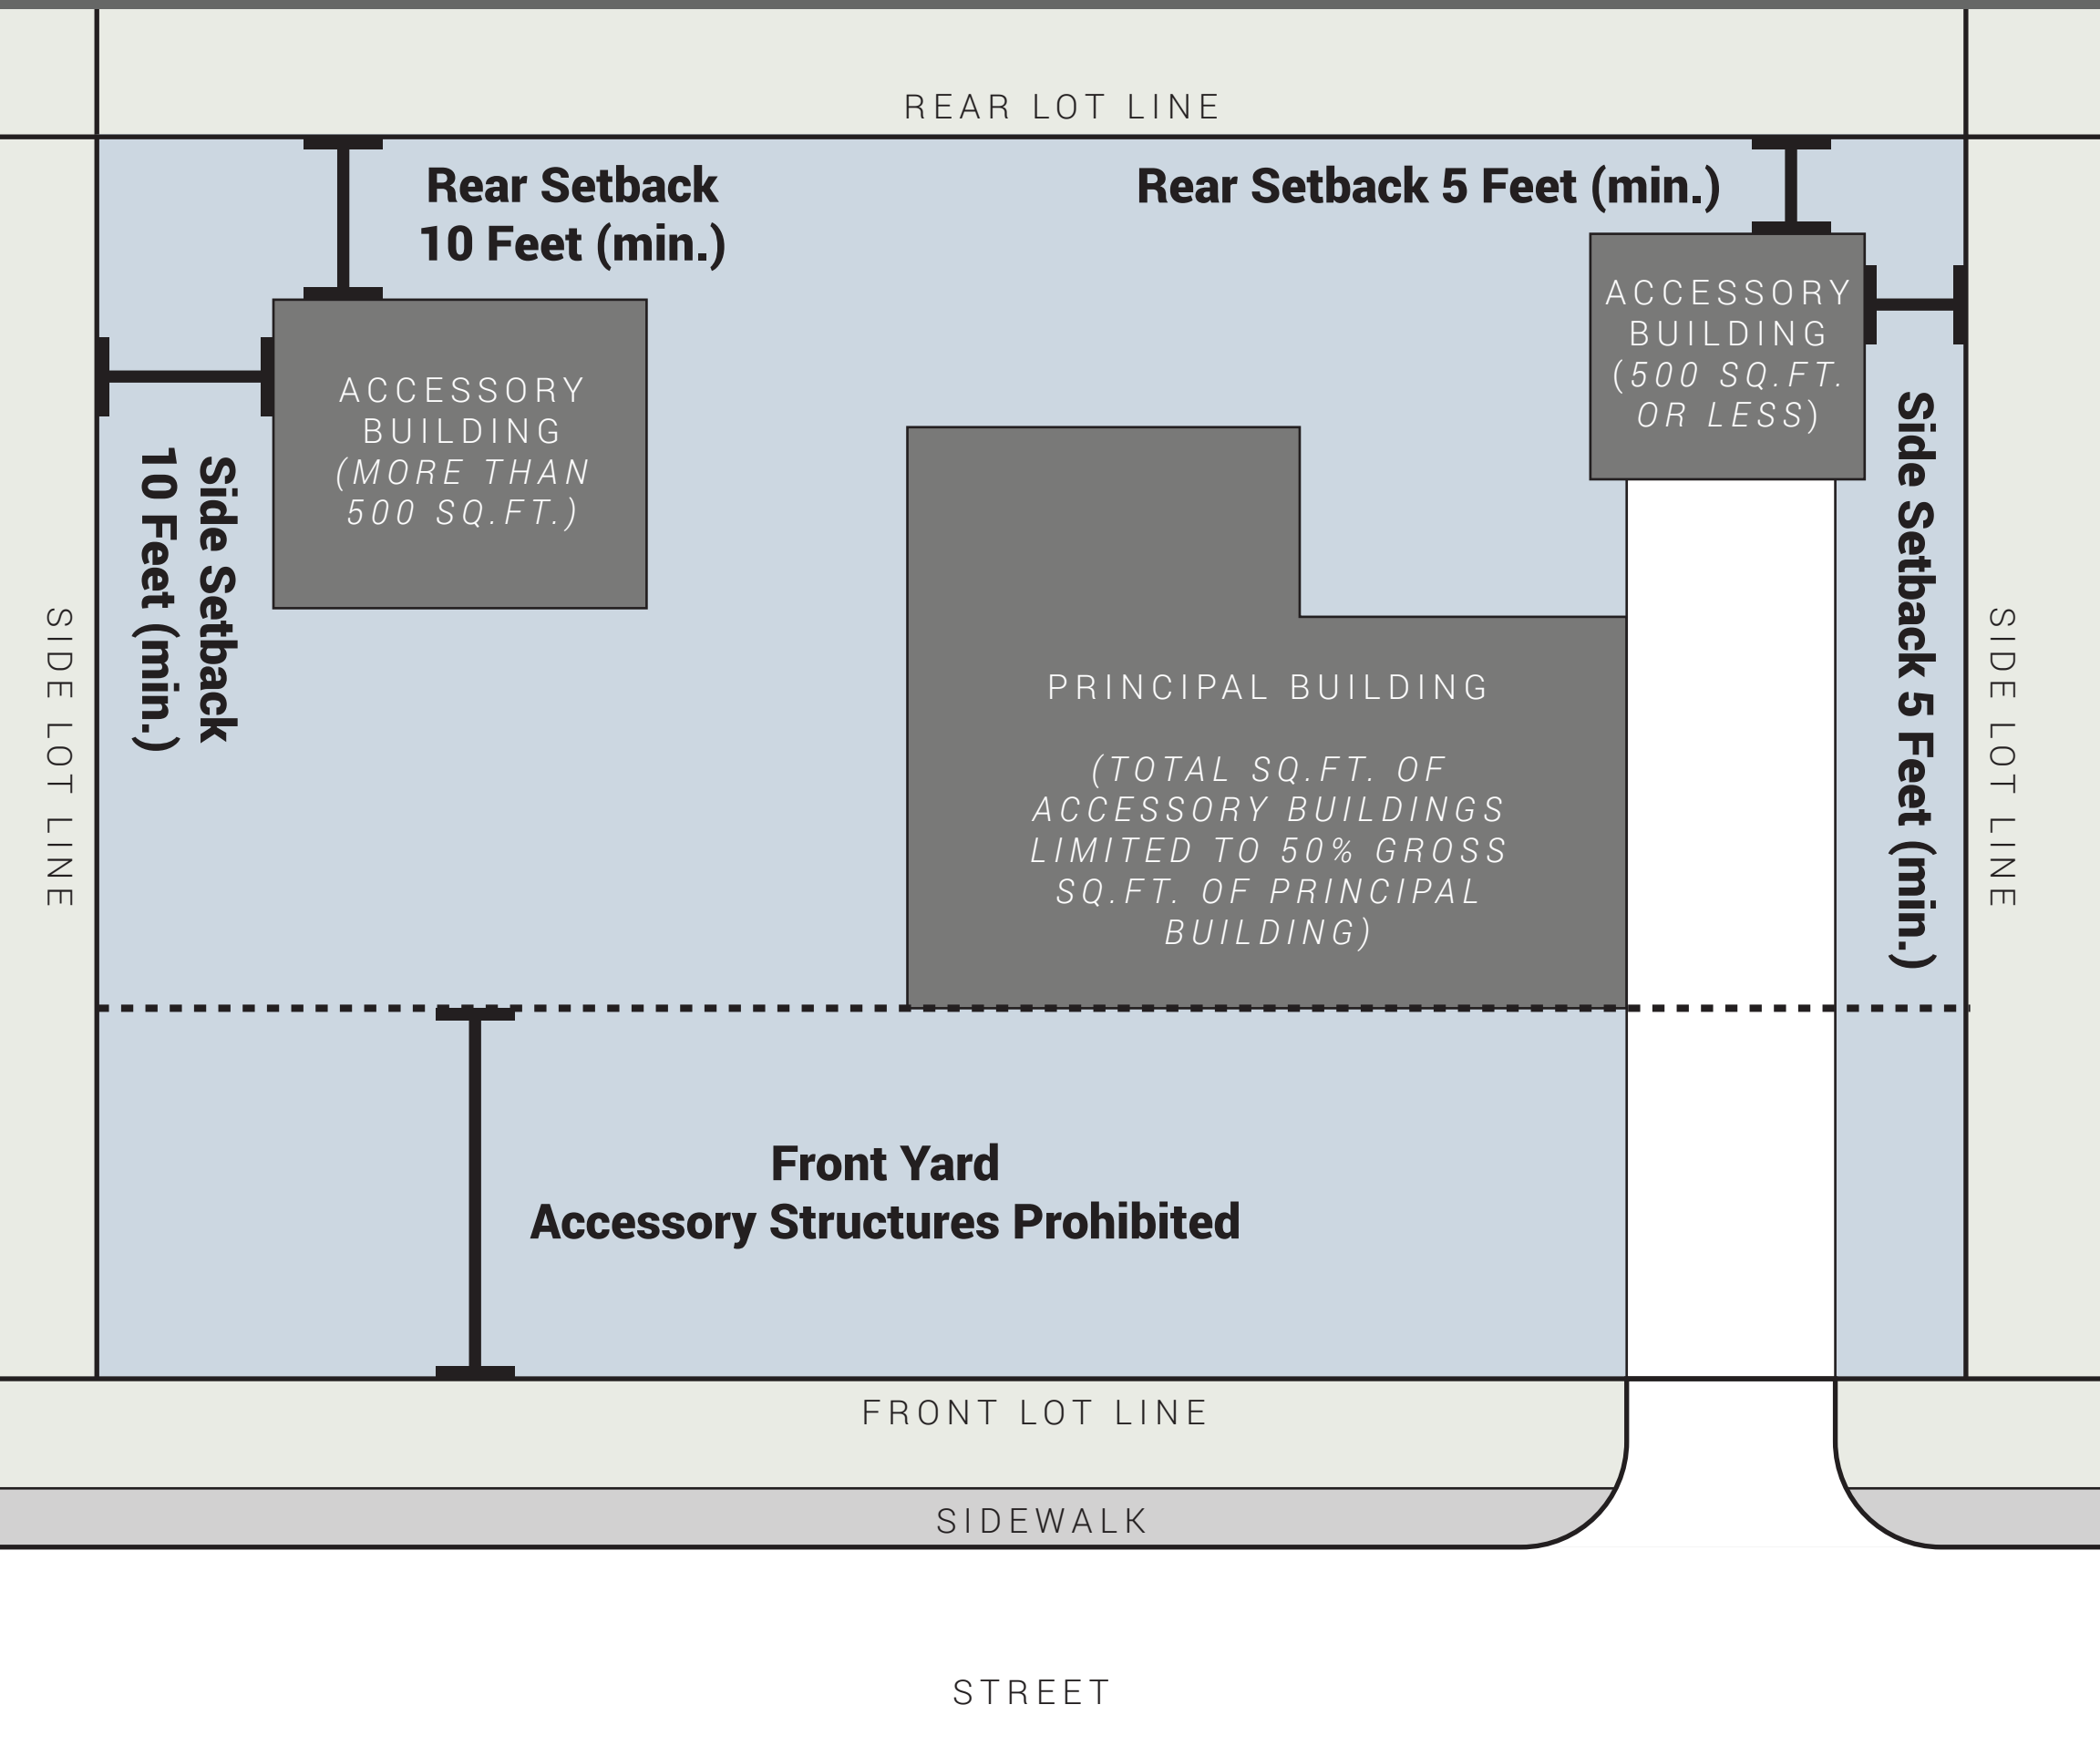 REAR LOT LINE
Rear Setback
10 Feet (min.)
Rear Setback 5 Feet (min.)
ACCESSORY
BUILDING
(MORE THAN
500 SQ.FT.)
ACCESSORY
BUILDING
(500 SQ.FT.
OR LESS)
SIDE LOT LINE
Side Setback
10 Feet (min.)
PRINCIPAL BUILDING
(TOTAL SQ.FT. OF
ACCESSORY BUILDINGS
LIMITED TO 50% GROSS
SQ.FT. OF PRINCIPAL
BUILDING)
Side Setback 5 Feet (min.)
SIDE LOT LINE
Front Yard
Accessory Structures Prohibited
FRONT LOT LINE
SIDEWALK
STREET